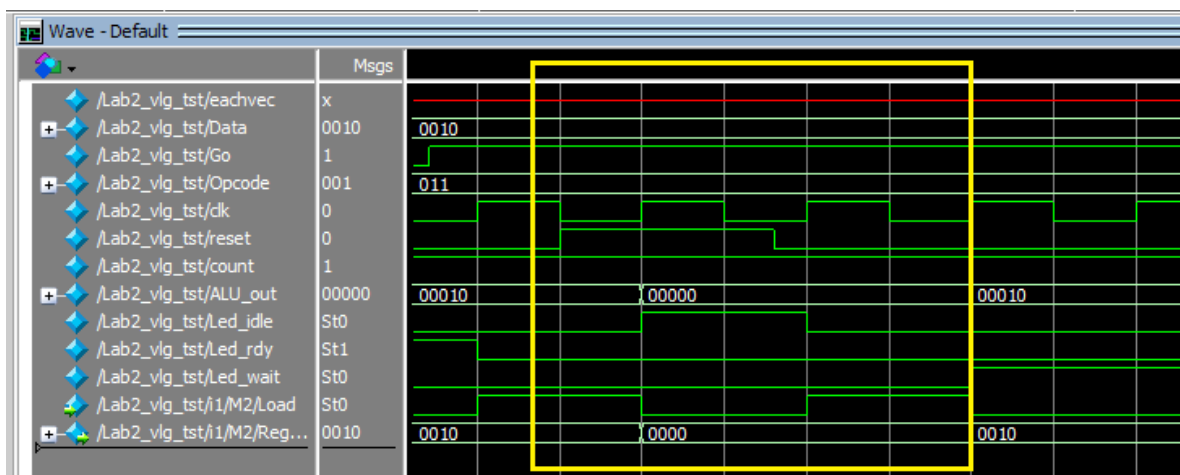 Wave - Default
Msgs
/Lab2_vlg_tst/eachvec x
/Lab2_vlg_tst/Data 0010 0010
/Lab2_vlg_tst/Go 1
/Lab2_vlg_tst/Opcode 001 011
/Lab2_vlg_tst/clk 0
/Lab2_vlg_tst/reset 0
/Lab2_vlg_tst/count 1
/Lab2_vlg_tst/ALU_out 00000 00010 00000 00010
/Lab2_vlg_tst/Led_idle St0
/Lab2_vlg_tst/Led_rdy St1
/Lab2_vlg_tst/Led_wait St0
/Lab2_vlg_tst/i1/M2/Load St0
/Lab2_vlg_tst/i1/M2/Reg... 0010 0010 0000 0010